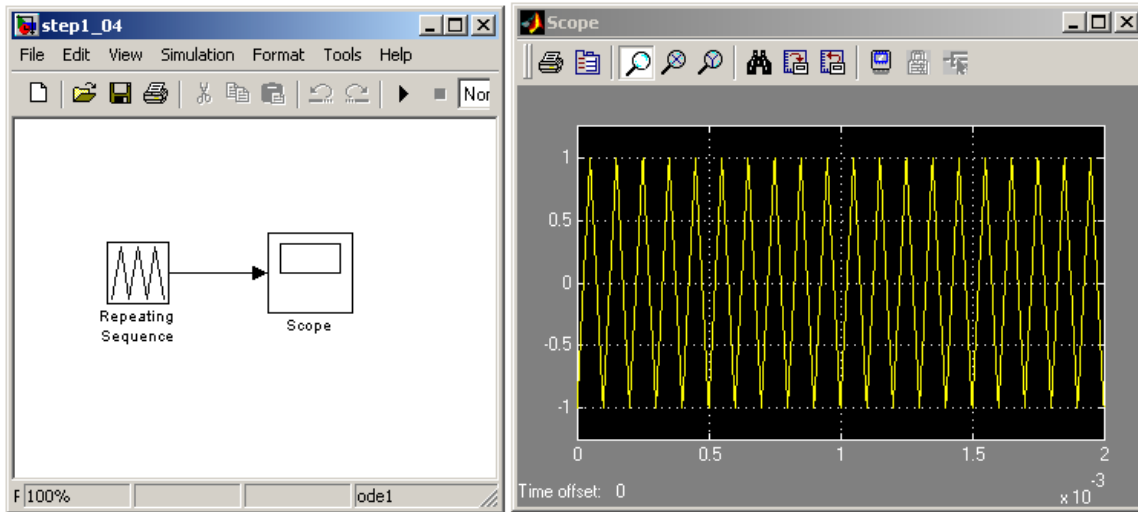 step1_04
File Edit View Simulation Format Tools Help
Nor
Repeating
Sequence
Scope
F 100%
ode1
Scope
1
0.5
0
-0.5
-1
0 0.5 1 1.5 2
Time offset: 0
x 10
-3